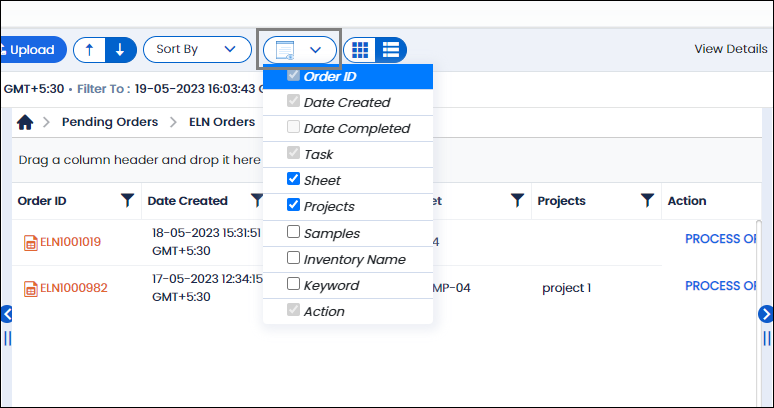 Upload
Sort By
View Details
GMT+5:30 • Filter To : 19-05-2023 16:03:43
Pending Orders
ELN Orders
Drag a column header and drop it here
Order ID
Date Created
Projects
Action
ELN1001019
18-05-2023 15:31:51
GMT+5:30
PROCESS
ELN1000982
17-05-2023 12:34:15
GMT+5:30
MP-04
project 1
PROCESS
Order ID
Date Created
Date Completed
Task
Sheet
Projects
Samples
Inventory Name
Keyword
Action